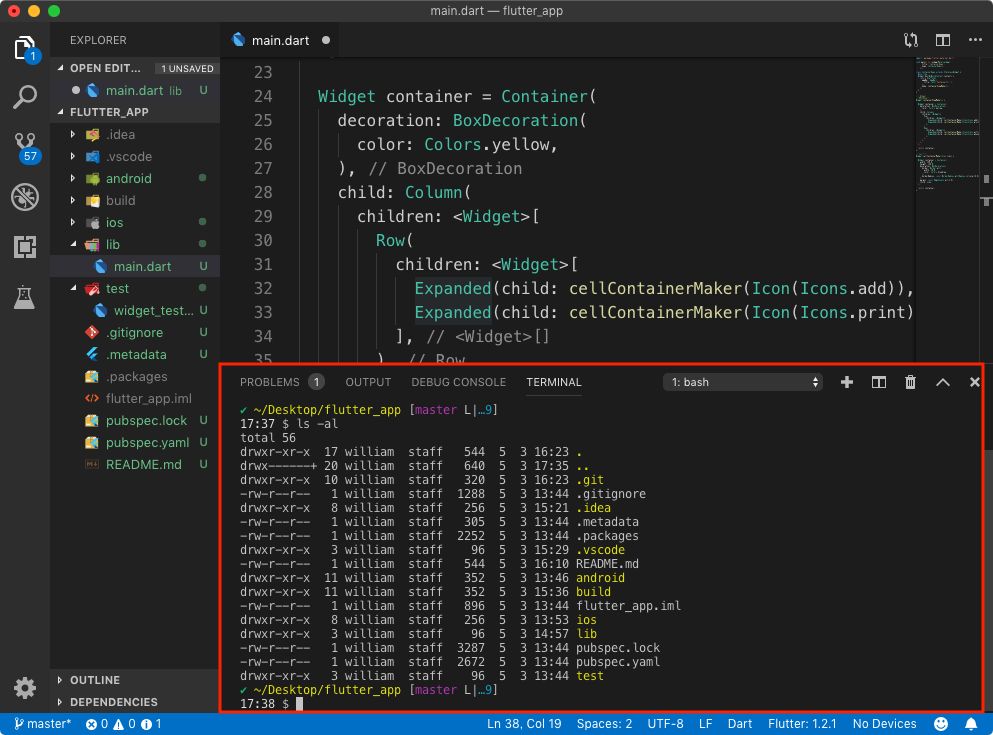 main.dart — flutter_app
EXPLORER
OPEN EDIT... 1 UNSAVED
main.dart lib U
FLUTTER_APP
.idea
.vscode
android
build
ios
lib
main.dart U
test
widget_test... U
.gitignore U
.metadata U
.packages
flutter_app.iml
pubspec.lock U
pubspec.yaml U
README.md U
OUTLINE
DEPENDENCIES
1
57
main.dart
23
24 Widget container = Container(
25 decoration: BoxDecoration(
26 color: Colors.yellow,
27 ), // BoxDecoration
28 child: Column(
29 children: <Widget>[
30 Row(
31 children: <Widget>[
32 Expanded(child: cellContainerMaker(Icon(Icons.add)),
33 Expanded(child: cellContainerMaker(Icon(Icons.print)
34 ], // <Widget>[]
35 ), // Row
PROBLEMS 1 OUTPUT DEBUG CONSOLE TERMINAL 1: bash
✓ ~/Desktop/flutter_app [master L|…9]
17:37 $ ls -al
total 56
drwxr-xr-x 17 william staff 544 5 3 16:23 .
drwx------+ 20 william staff 640 5 3 17:35 ..
drwxr-xr-x 10 william staff 320 5 3 16:23 .git
-rw-r--r-- 1 william staff 1288 5 3 13:44 .gitignore
drwxr-xr-x 8 william staff 256 5 3 15:21 .idea
-rw-r--r-- 1 william staff 305 5 3 13:44 .metadata
-rw-r--r-- 1 william staff 2252 5 3 13:44 .packages
drwxr-xr-x 3 william staff 96 5 3 15:29 .vscode
-rw-r--r-- 1 william staff 544 5 3 16:10 README.md
drwxr-xr-x 11 william staff 352 5 3 13:46 android
drwxr-xr-x 11 william staff 352 5 3 15:36 build
-rw-r--r-- 1 william staff 896 5 3 13:44 flutter_app.iml
drwxr-xr-x 8 william staff 256 5 3 13:53 ios
drwxr-xr-x 3 william staff 96 5 3 14:57 lib
-rw-r--r-- 1 william staff 3287 5 3 13:44 pubspec.lock
-rw-r--r-- 1 william staff 2672 5 3 13:44 pubspec.yaml
drwxr-xr-x 3 william staff 96 5 3 13:44 test
✓ ~/Desktop/flutter_app [master L|…9]
17:38 $
master* 0 0 1 Ln 38, Col 19 Spaces: 2 UTF-8 LF Dart Flutter: 1.2.1 No Devices